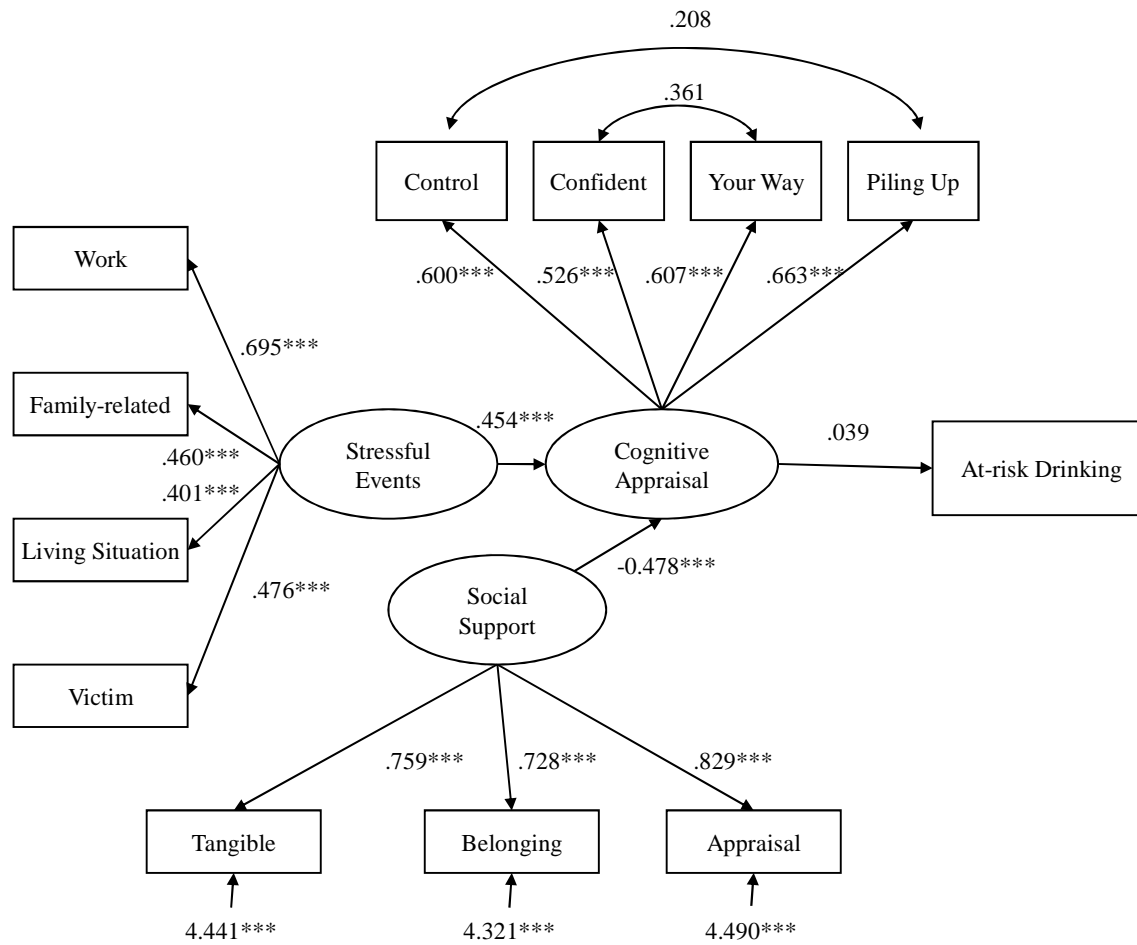 .208
.361
Control
Confident
Your Way
Piling Up
Work
.600***
.526***
.607***
.663***
.695***
Family-related
.460***
.401***
Stressful
Events
.454***
Cognitive
Appraisal
.039
At-risk Drinking
Living Situation
.476***
-0.478***
Social
Support
Victim
.759***
.728***
.829***
Tangible
Belonging
Appraisal
4.441***
4.321***
4.490***